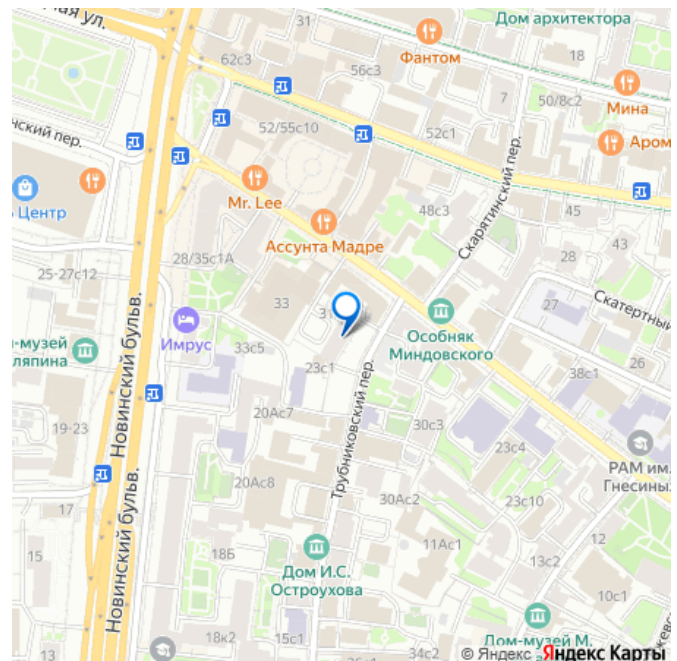 ая ул.
31
Дом архитектора
Фантом
18
62с3
56с3
7
50/8с2
Мина
нский пер.
52/55с10
52с1
Аром
Mr. Lee
Скарятинский пер.
Центр
48с3
45
Ассунта Мадре
43
28/35с1А
28
25-27с12
33
31
27
Скатертный
м-музей
ляпина
Имрус
Особняк
Миндовского
33с5
26
23с1
38с1
Новинский бульв.
Трубниковский пер.
19-23
20Ас7
30с3
23с4
РАМ им.
Гнесиных
20Ас8
30Ас2
23с10
17
Новинский бульв.
12
18Б
11Ас1
13с2
15
Дом И.С.
Остроухова
10с1
18к2
15с1
Дом-музей М.
34с2
© Яндекс Яндекс Карты